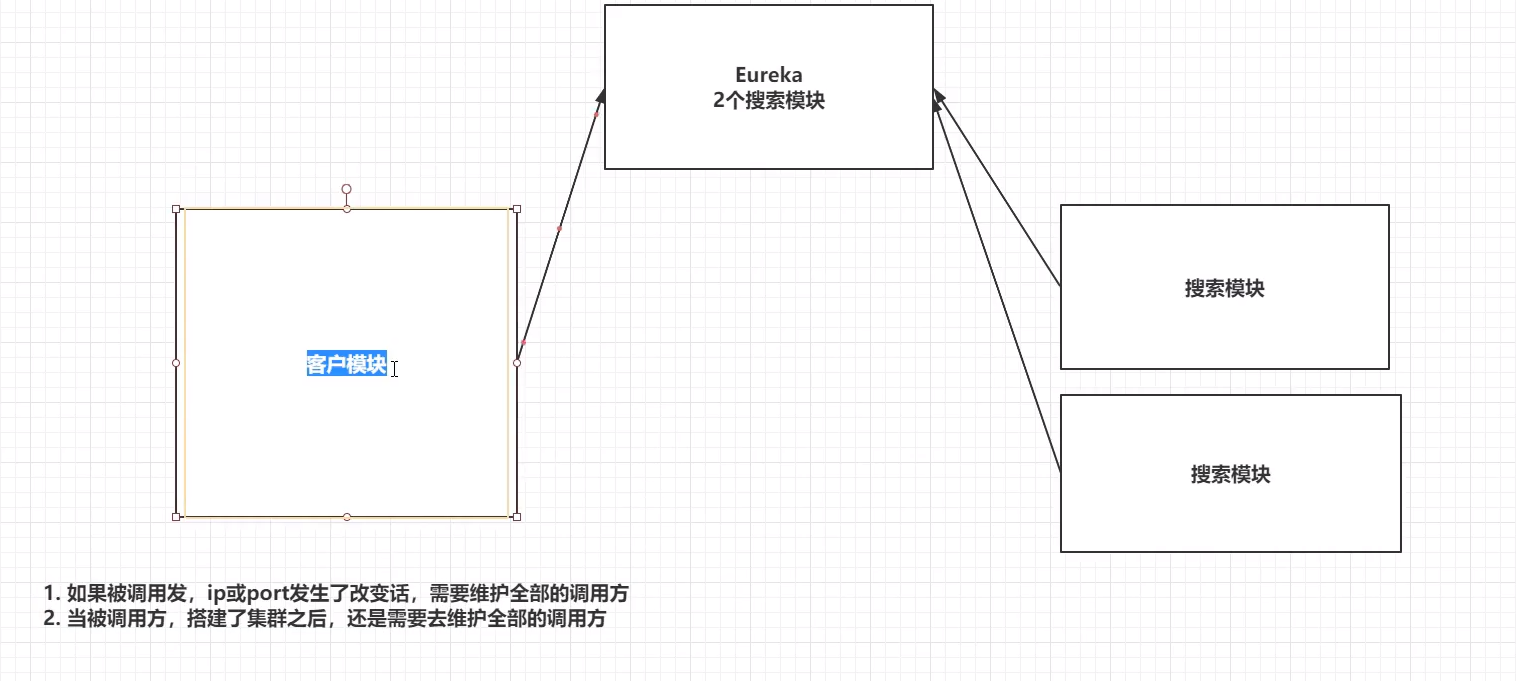 Eureka
2个搜索模块
搜索模块
客户模块
搜索模块
1. 如果被调用发，ip或port发生了改变话，需要维护全部的调用方
2. 当被调用方，搭建了集群之后，还是需要去维护全部的调用方